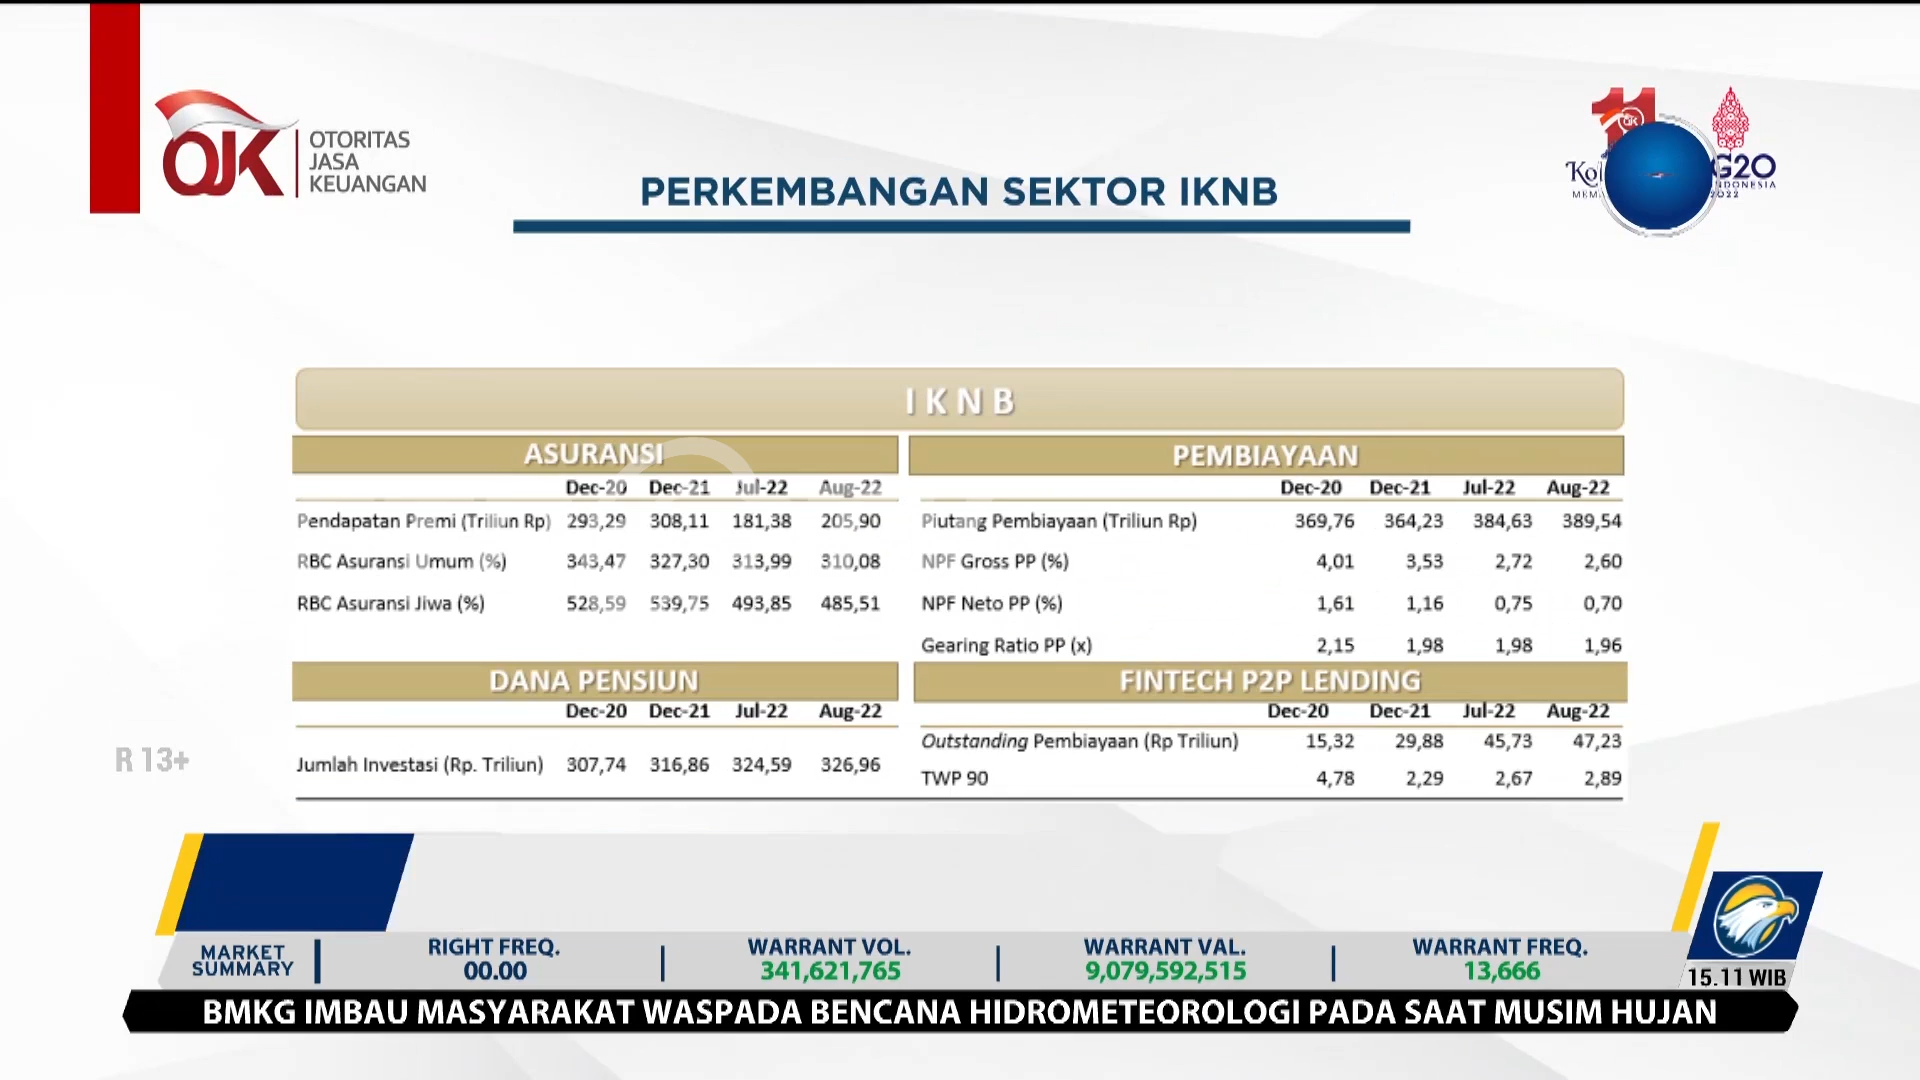 OJK
OTORITAS
JASA
KEUANGAN
PERKEMBANGAN SEKTOR IKNB
11
G20
INDONESIA
2022
IKNB
ASURANSI
Dec-20 Dec-21 Jul-22 Aug-22
Pendapatan Premi (Triliun Rp) 293,29 308,11 181,38 205,90
RBC Asuransi Umum (%) 343,47 327,30 313,99 310,08
RBC Asuransi Jiwa (%) 528,59 539,75 493,85 485,51
PEMBIAYAAN
Dec-20 Dec-21 Jul-22 Aug-22
Piutang Pembiayaan (Triliun Rp) 369,76 364,23 384,63 389,54
NPF Gross PP (%) 4,01 3,53 2,72 2,60
NPF Neto PP (%) 1,61 1,16 0,75 0,70
Gearing Ratio PP (x) 2,15 1,98 1,98 1,96
DANA PENSIUN
Dec-20 Dec-21 Jul-22 Aug-22
Jumlah Investasi (Rp. Triliun) 307,74 316,86 324,59 326,96
FINTECH P2P LENDING
Dec-20 Dec-21 Jul-22 Aug-22
Outstanding Pembiayaan (Rp Triliun) 15,32 29,88 45,73 47,23
TWP 90 4,78 2,29 2,67 2,89
R 13+
MARKET
SUMMARY
RIGHT FREQ.
00.00
WARRANT VOL.
341,621,765
WARRANT VAL.
9,079,592,515
WARRANT FREQ.
13,666
15.11 WIB
BMKG IMBAU MASYARAKAT WASPADA BENCANA HIDROMETEOROLOGI PADA SAAT MUSIM HUJAN